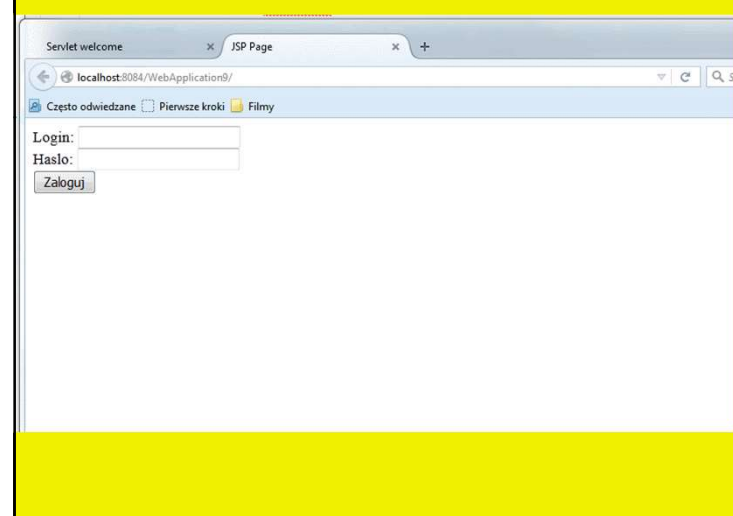 Servlet welcome × JSP Page × +
localhost:8084/WebApplication9/
Często odwiedzane Pierwsze kroki Filmy
Login:
Haslo:
Zaloguj